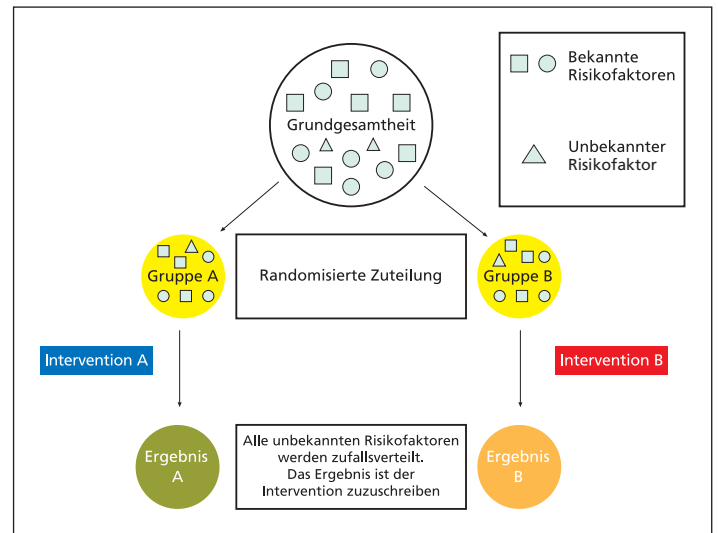 Bekannte
Risikofaktoren
Grundgesamtheit
Unbekannter
Risikofaktor
Gruppe A
Randomisierte Zuteilung
Gruppe B
Intervention A
Intervention B
Ergebnis
A
Alle unbekannten Risikofaktoren
werden zufallsverteilt.
Das Ergebnis ist der
Intervention zuzuschreiben
Ergebnis
B